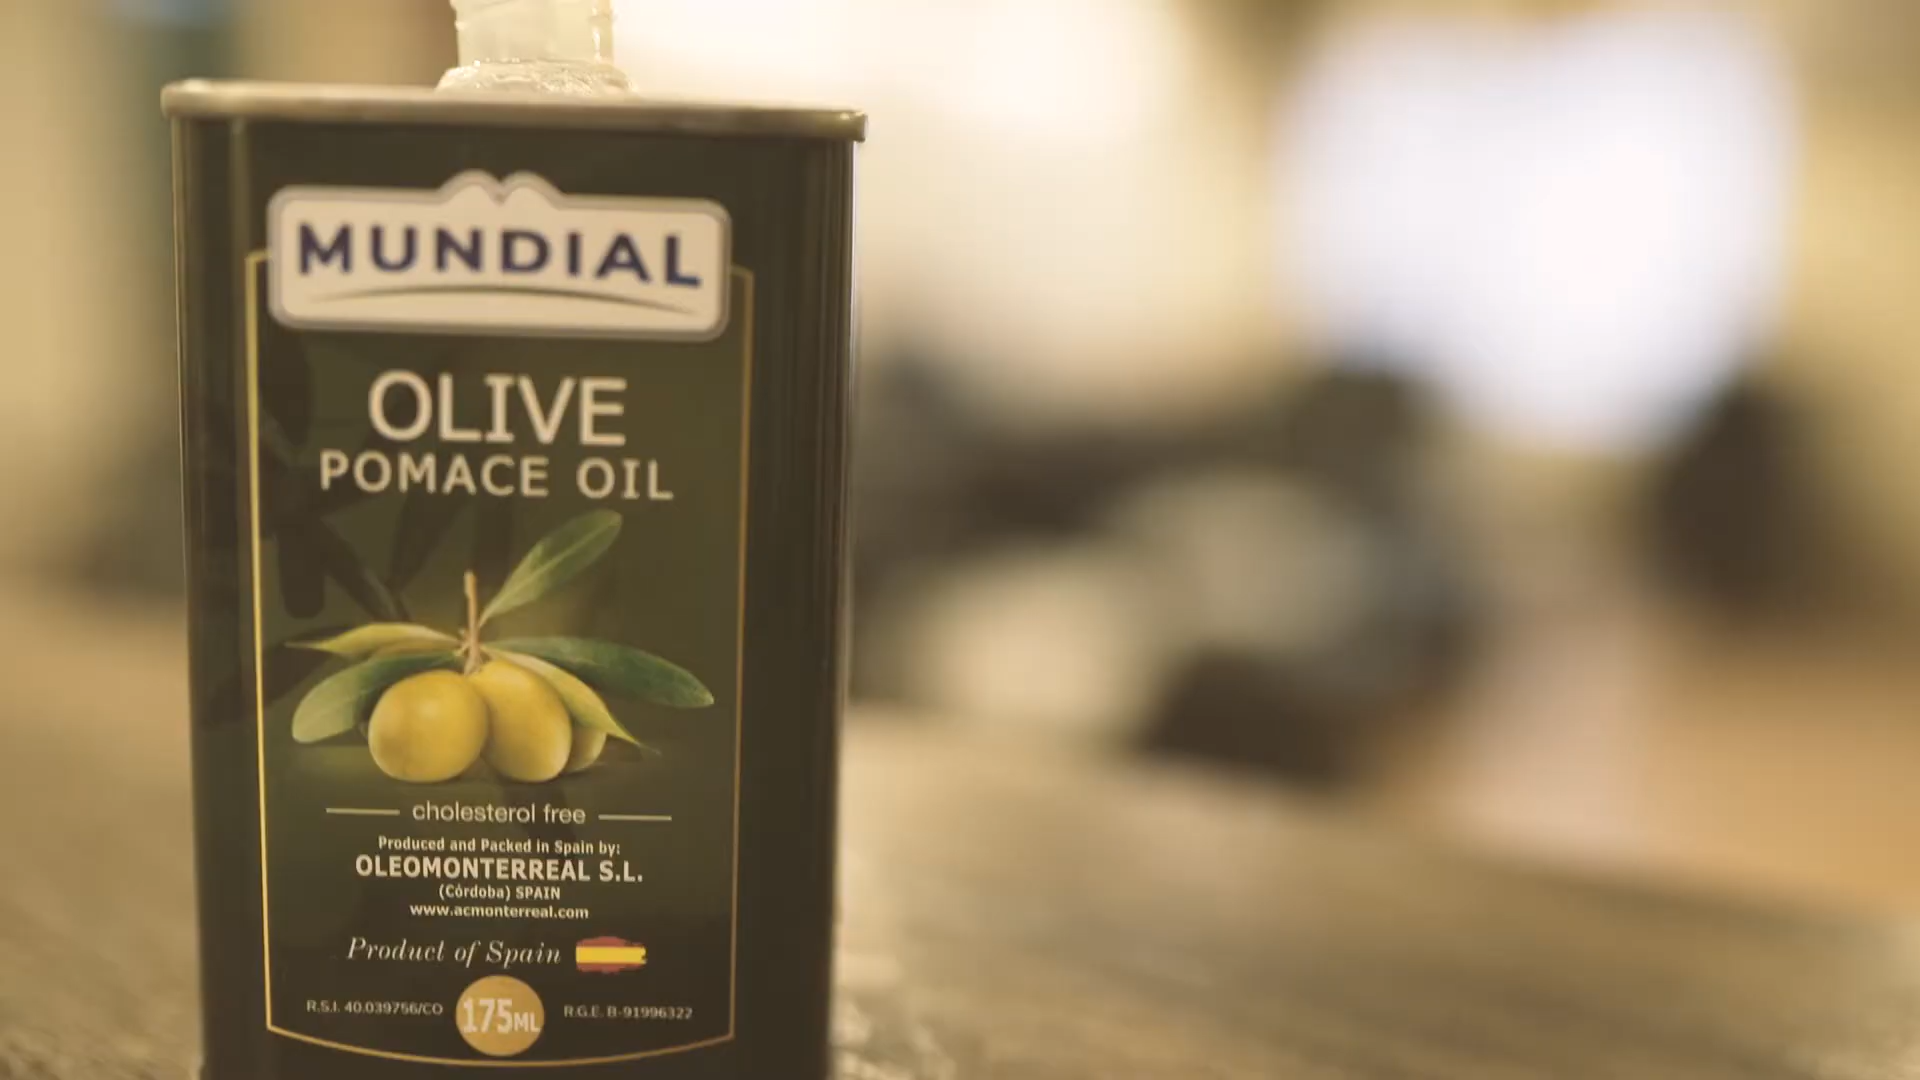 MUNDIAL
OLIVE
POMACE OIL
cholesterol free
Produced and Packed in Spain by:
OLEOMONTERREAL S.L.
(Córdoba) SPAIN
www.acmonterreal.com
Product of Spain
R.S.I. 40.039756/CO 175ML R.G.E. B-91996322